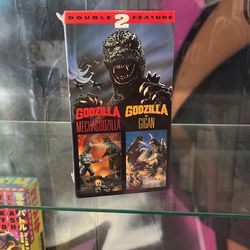 DOUBLE 2 FEATURE
GODZILLA GODZILLA
vs. MECHAGODZILLA vs. GIGAN